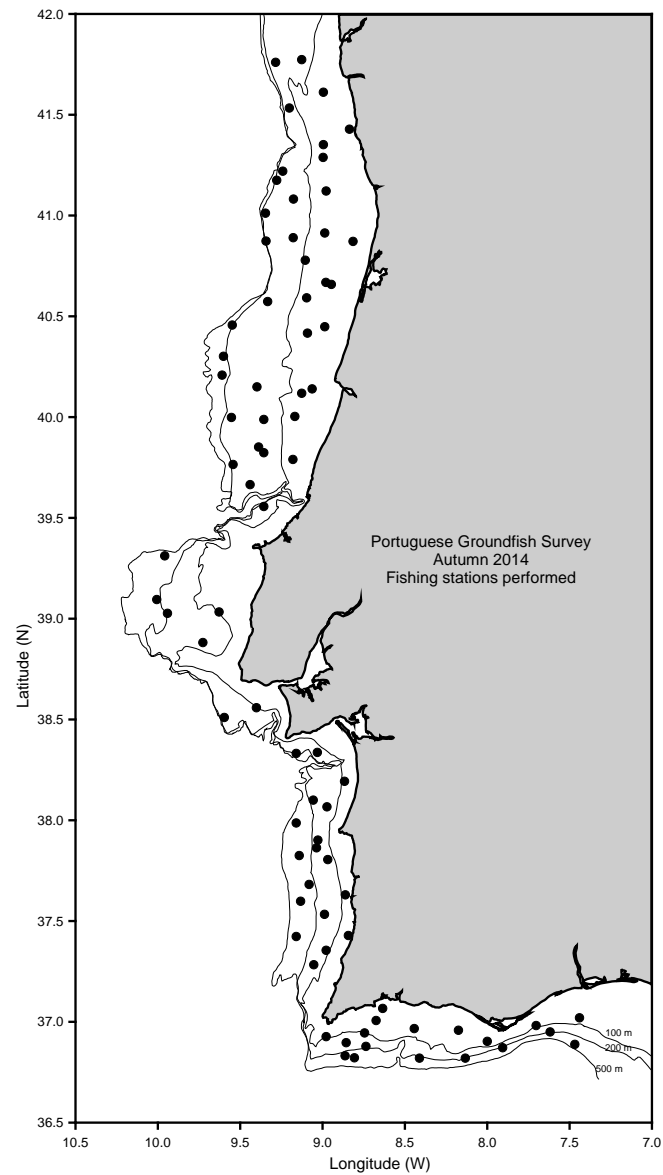 42.0
41.5
41.0
40.5
40.0
39.5
39.0
38.5
38.0
37.5
37.0
36.5
Latitude (N)
Portuguese Groundfish Survey
Autumn 2014
Fishing stations performed
100 m
200 m
500 m
10.5 10.0 9.5 9.0 8.5 8.0 7.5 7.0
Longitude (W)